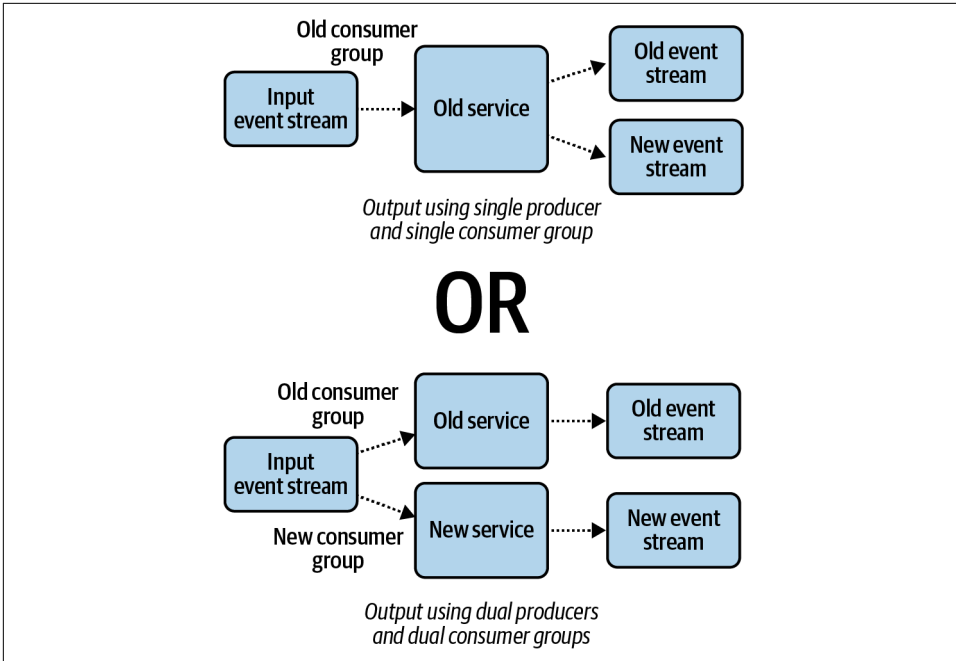 Old consumer
group
Input
event stream
Old service
Old event
stream
New event
stream
Output using single producer
and single consumer group
OR
Old consumer
group
Input
event stream
New consumer
group
Old service
New service
Old event
stream
New event
stream
Output using dual producers
and dual consumer groups